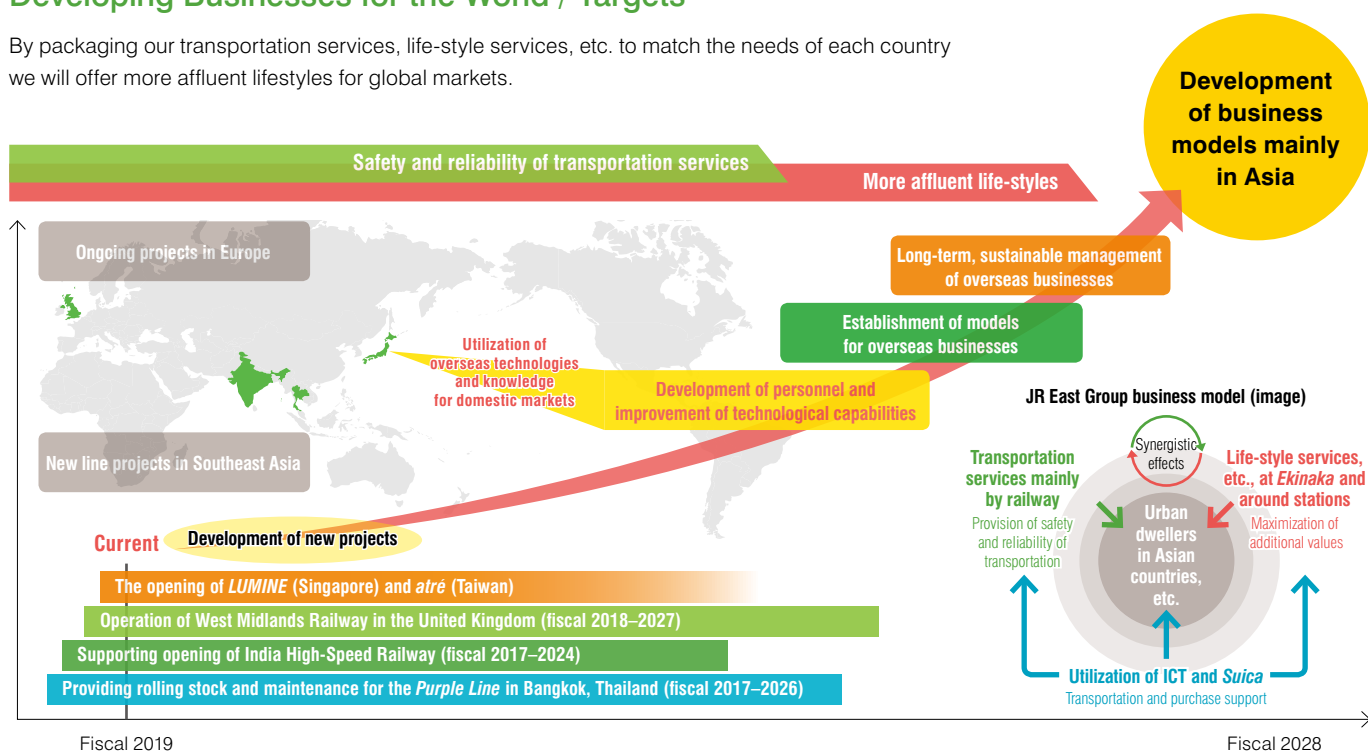 Developing Businesses for the World / Targets
By packaging our transportation services, life-style services, etc. to match the needs of each country
we will offer more affluent lifestyles for global markets.
Development
of business
models mainly
in Asia
Safety and reliability of transportation services
More affluent life-styles
Ongoing projects in Europe
Long-term, sustainable management
of overseas businesses
Establishment of models
for overseas businesses
Utilization of
overseas technologies
and knowledge
for domestic markets
Development of personnel and
improvement of technological capabilities
New line projects in Southeast Asia
JR East Group business model (image)
Synergistic
effects
Transportation
services mainly
by railway
Provision of safety
and reliability of
transportation
Life-style services,
etc., at Ekinaka and
around stations
Maximization of
additional values
Urban
dwellers
in Asian
countries,
etc.
Utilization of ICT and Suica
Transportation and purchase support
Current
Development of new projects
The opening of LUMINE (Singapore) and atré (Taiwan)
Operation of West Midlands Railway in the United Kingdom (fiscal 2018–2027)
Supporting opening of India High-Speed Railway (fiscal 2017–2024)
Providing rolling stock and maintenance for the Purple Line in Bangkok, Thailand (fiscal 2017–2026)
Fiscal 2019
Fiscal 2028